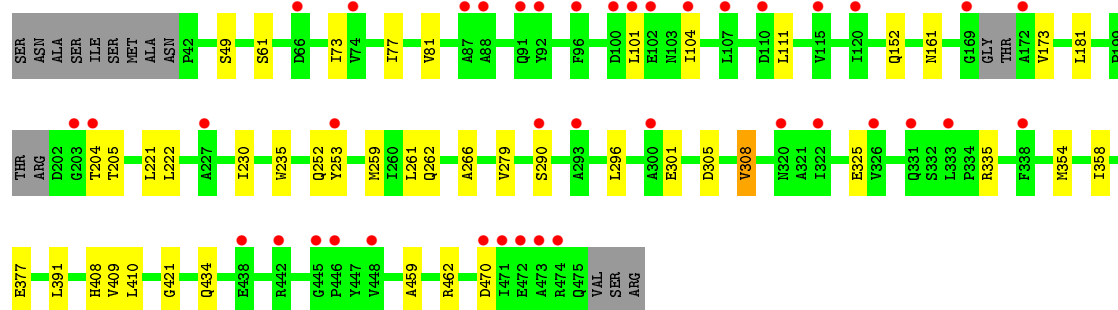 SER ASN ALA SER ILE SER MET ALA ASN P42 S49 S61 D66 I73 V74 I77 V81 A87 A88 Q91 Y92 F96 D100 L101 E102 N103 I104 L107 D110 L111 V115 I120 Q152 N161 G169 GLY THR A172 V173 L181
THR ARG D202 G203 T204 T205 L221 L222 A227 I230 W235 Q252 Y253 M259 I260 L261 Q262 A266 V279 S290 A293 L296 A300 E301 D305 V308 N320 A321 I322 E325 V326 Q331 S332 L333 P334 R335 F338 M354 I358
E377 L391 H408 V409 L410 G421 Q434 E438 R442 G445 P446 Y447 V448 A459 R462 D470 I471 E472 A473 R474 Q475 VAL SER ARG